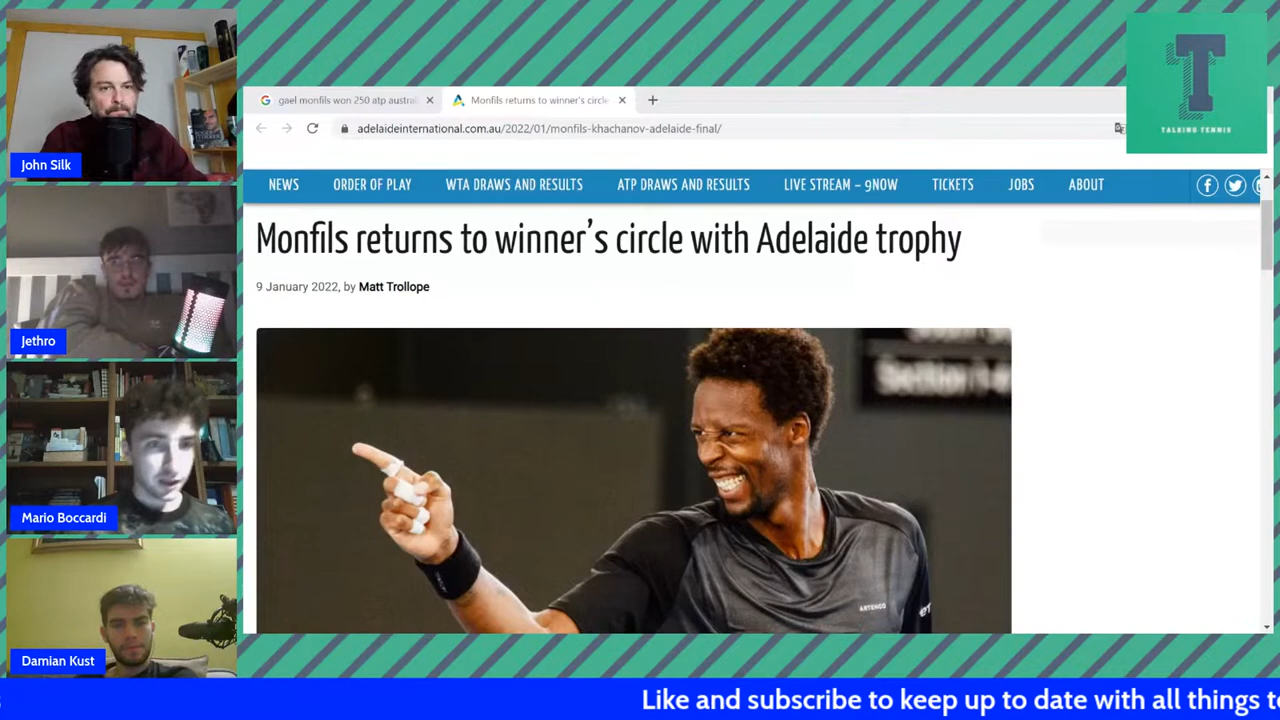 John Silk
Jethro
Mario Boccardi
Damian Kust
gael monfils won 250 atp austral
Monfils returns to winner's circle
adelaideinternational.com.au/2022/01/monfils-khachanov-adelaide-final/
NEWS ORDER OF PLAY WTA DRAWS AND RESULTS ATP DRAWS AND RESULTS LIVE STREAM – 9NOW TICKETS JOBS ABOUT
Monfils returns to winner's circle with Adelaide trophy
9 January 2022, by Matt Trollope
ARTENGO
T
TALKING TENNIS
Like and subscribe to keep up to date with all things te